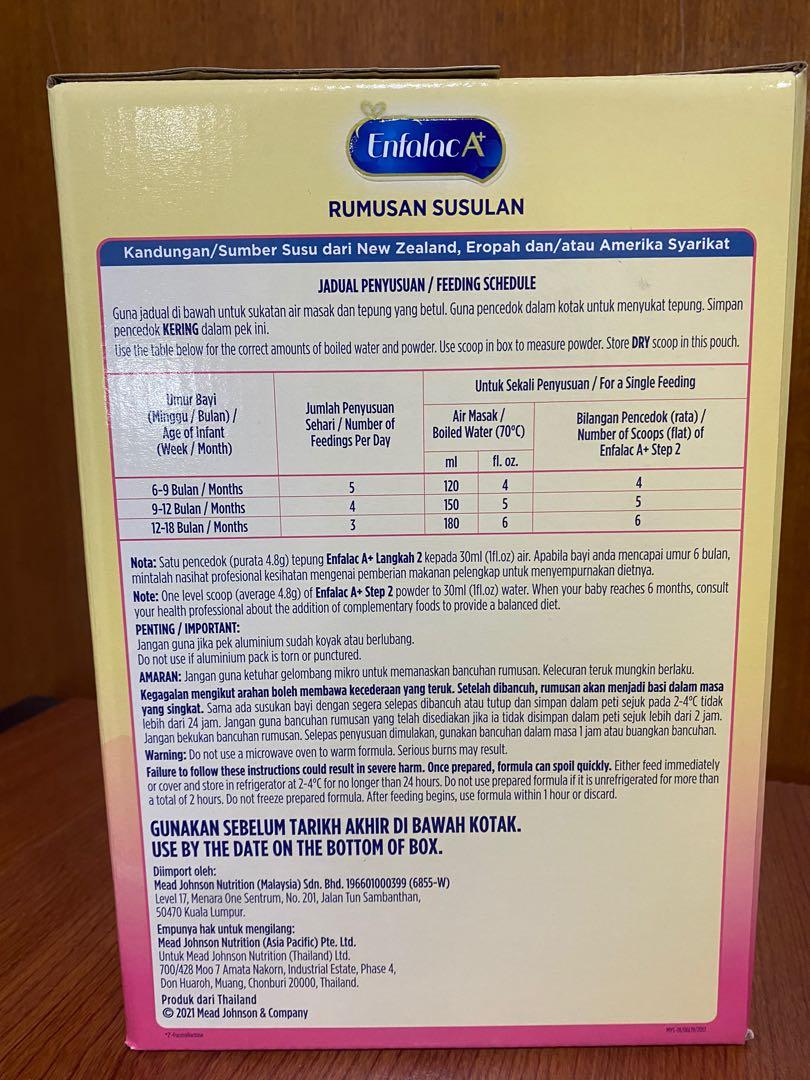 Enfalac A+
RUMUSAN SUSULAN
Kandungan/Sumber Susu dari New Zealand, Eropah dan/atau Amerika Syarikat
JADUAL PENYUSUAN / FEEDING SCHEDULE
Guna jadual di bawah untuk sukatan air masak dan tepung yang betul. Guna pencedok dalam kotak untuk menyukat tepung. Simpan
pencedok KERING dalam pek ini.
Use the table below for the correct amounts of boiled water and powder. Use scoop in box to measure powder. Store DRY scoop in this pouch.
Umur Bayi
(Minggu / Bulan) /
Age of Infant
(Week / Month)
Jumlah Penyusuan
Sehari / Number of
Feedings Per Day
Untuk Sekali Penyusuan / For a Single Feeding
Air Masak /
Boiled Water (70°C)
ml fl. oz.
Bilangan Pencedok (rata) /
Number of Scoops (flat) of
Enfalac A+ Step 2
6-9 Bulan / Months 5 120 4 4
9-12 Bulan / Months 4 150 5 5
12-18 Bulan / Months 3 180 6 6
Nota: Satu pencedok (purata 4.8g) tepung Enfalac A+ Langkah 2 kepada 30ml (1fl.oz) air. Apabila bayi anda mencapai umur 6 bulan,
mintalah nasihat profesional kesihatan mengenai pemberian makanan pelengkap untuk menyempurnakan dietnya.
Note: One level scoop (average 4.8g) of Enfalac A+ Step 2 powder to 30ml (1fl.oz) water. When your baby reaches 6 months, consult
your health professional about the addition of complementary foods to provide a balanced diet.
PENTING / IMPORTANT:
Jangan guna jika pek aluminium sudah koyak atau berlubang.
Do not use if aluminium pack is torn or punctured.
AMARAN: Jangan guna ketuhar gelombang mikro untuk memanaskan bancuhan rumusan. Kelecuran teruk mungkin berlaku.
Kegagalan mengikut arahan boleh membawa kecederaan yang teruk. Setelah dibancuh, rumusan akan menjadi basi dalam masa
yang singkat. Sama ada susukan bayi dengan segera selepas dibancuh atau tutup dan simpan dalam peti sejuk pada 2-4°C tidak
lebih dari 24 jam. Jangan guna bancuhan rumusan yang telah disediakan jika ia tidak disimpan dalam peti sejuk lebih dari 2 jam.
Jangan bekukan bancuhan rumusan. Selepas penyusuan dimulakan, gunakan bancuhan dalam masa 1 jam atau buangkan bancuhan.
Warning: Do not use a microwave oven to warm formula. Serious burns may result.
Failure to follow these instructions could result in severe harm. Once prepared, formula can spoil quickly. Either feed immediately
or cover and store in refrigerator at 2-4°C for no longer than 24 hours. Do not use prepared formula if it is unrefrigerated for more than
a total of 2 hours. Do not freeze prepared formula. After feeding begins, use formula within 1 hour or discard.
GUNAKAN SEBELUM TARIKH AKHIR DI BAWAH KOTAK.
USE BY THE DATE ON THE BOTTOM OF BOX.
Diimport oleh:
Mead Johnson Nutrition (Malaysia) Sdn. Bhd. 196601000399 (6855-W)
Level 17, Menara One Sentrum, No. 201, Jalan Tun Sambanthan,
50470 Kuala Lumpur.
Empunya hak untuk mengilang:
Mead Johnson Nutrition (Asia Pacific) Pte. Ltd.
Untuk Mead Johnson Nutrition (Thailand) Ltd.
700/428 Moo 7 Amata Nakorn, Industrial Estate, Phase 4,
Don Huaroh, Muang, Chonburi 20000, Thailand.
Produk dari Thailand
© 2021 Mead Johnson & Company